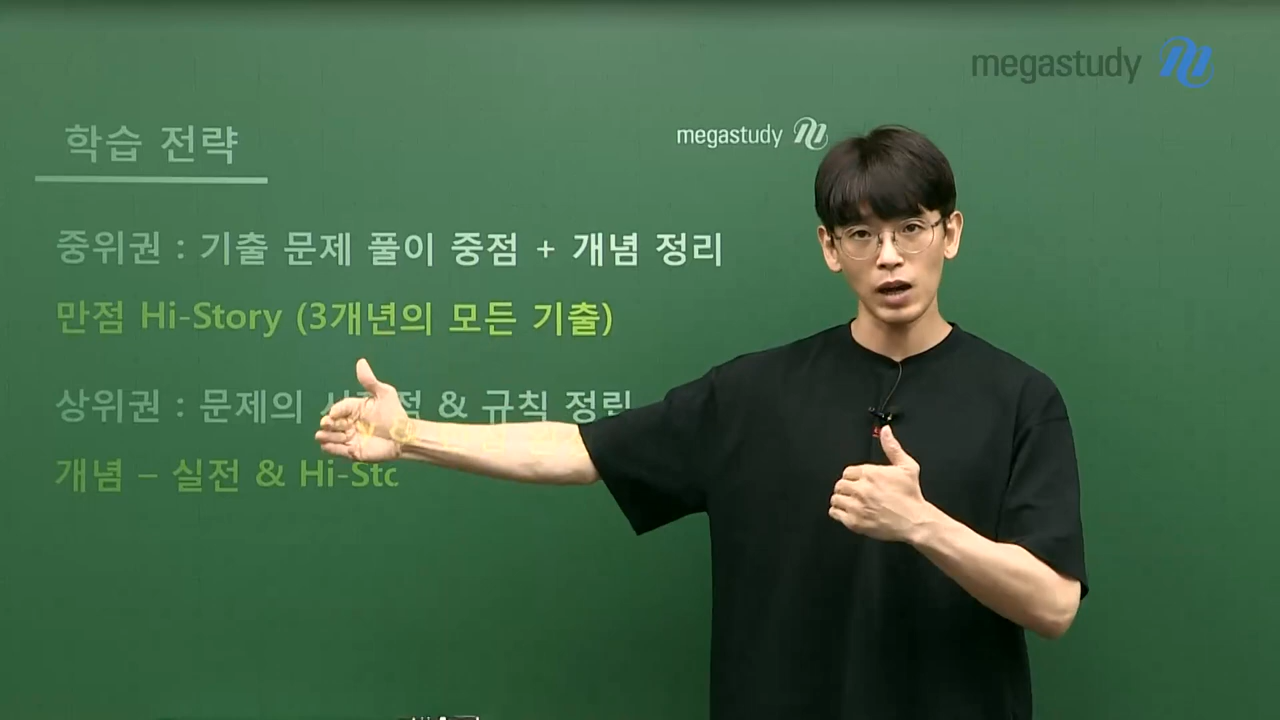 megastudy
megastudy
학습 전략
중위권 : 기출 문제 풀이 중점 + 개념 정리
만점 Hi-Story (3개년의 모든 기출)
상위권 : 문제의 & 규칙 정립
개념 – 실전 & Hi-Sto